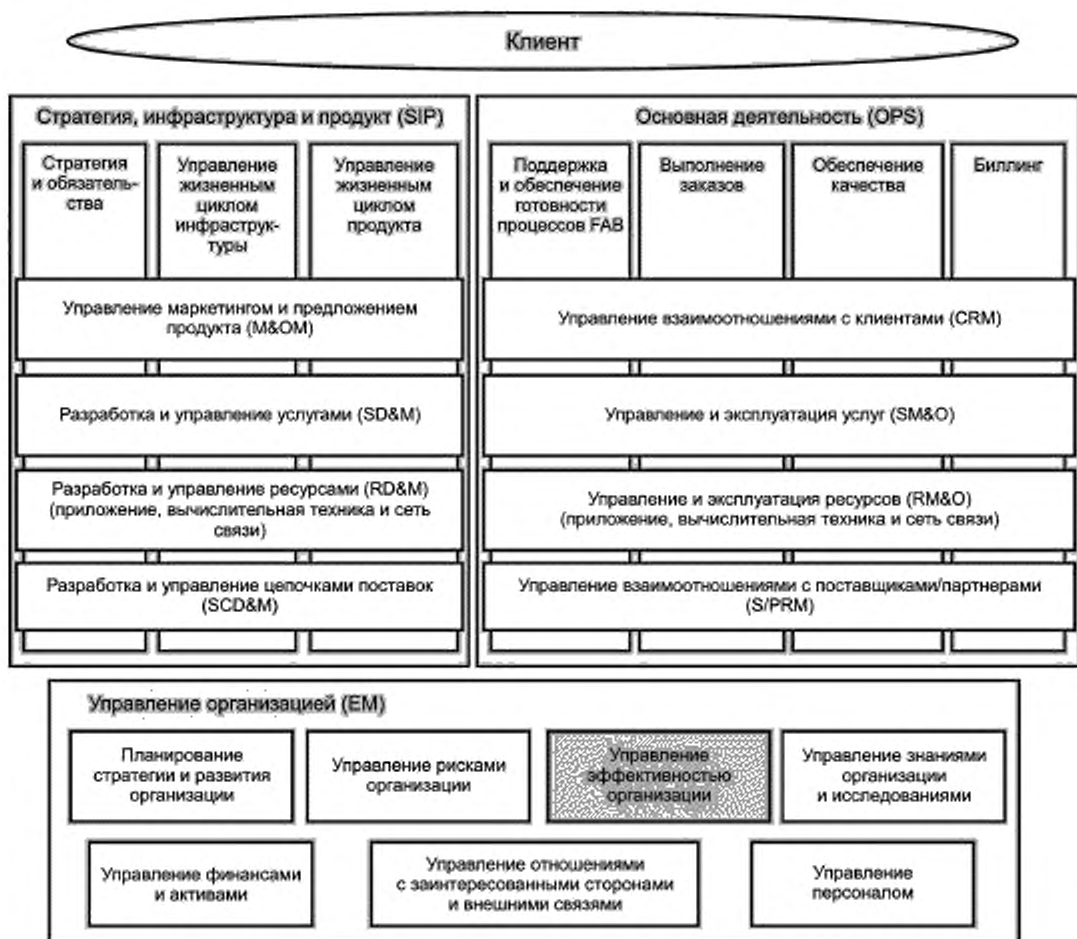 Клиент
Стратегия, инфраструктура и продукт (SIP)
Стратегия
и обязатель-
ства
Управление
жизненным
циклом
инфраструк-
туры
Управление
жизненным
циклом
продукта
Управление маркетингом и предложением
продукта (M&OM)
Разработка и управление услугами (SD&M)
Разработка и управление ресурсами (RD&M)
(приложение, вычислительная техника и сеть
связи)
Разработка и управление цепочками поставок
(SCD&M)
Основная деятельность (OPS)
Поддержка
и обеспечение
готовности
процессов FAB
Выполнение
заказов
Обеспечение
качества
Биллинг
Управление взаимоотношениями с клиентами (CRM)
Управление и эксплуатация услуг (SM&O)
Управление и эксплуатация ресурсов (RM&O)
(приложение, вычислительная техника и сеть связи)
Управление взаимоотношениями с поставщиками/партнерами
(S/PRM)
Управление организацией (EM)
Планирование
стратегии и развития
организации
Управление рисками
организации
Управление
эффективностью
организации
Управление знаниями
организации
и исследованиями
Управление финансами
и активами
Управление отношениями
с заинтересованными сторонами
и внешними связями
Управление
персоналом